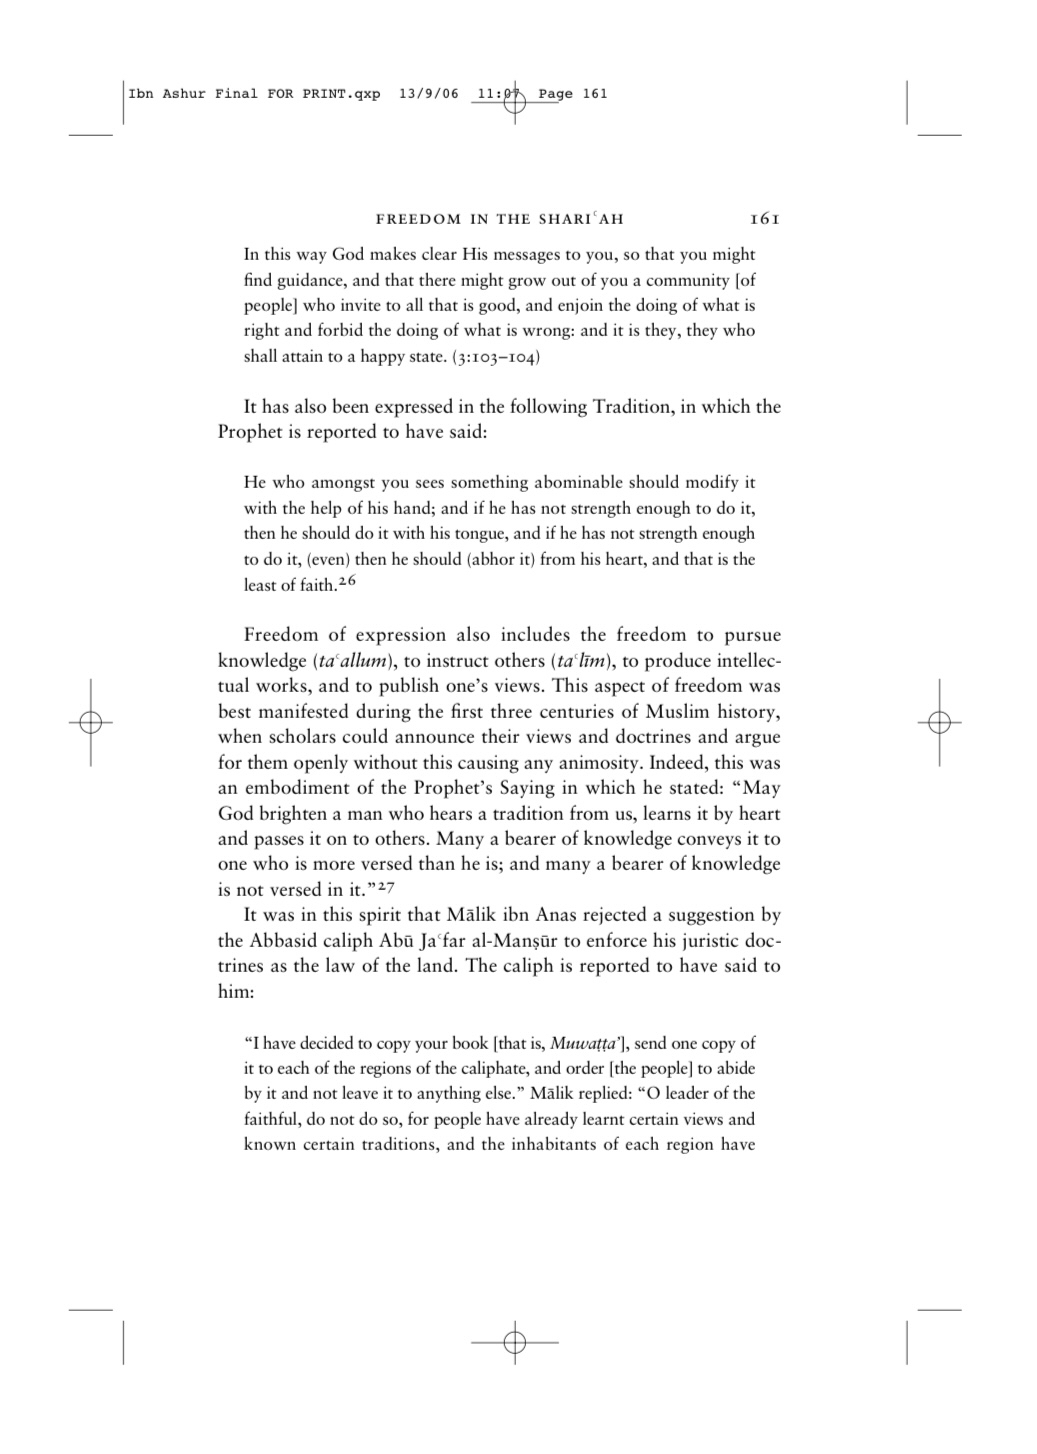 Ibn Ashur Final FOR PRINT.qxp 13/9/06 11:07 Page 161
FREEDOM IN THE SHARIʿAH 161
In this way God makes clear His messages to you, so that you might
find guidance, and that there might grow out of you a community [of
people] who invite to all that is good, and enjoin the doing of what is
right and forbid the doing of what is wrong: and it is they, they who
shall attain to a happy state. (3:103–104)
It has also been expressed in the following Tradition, in which the
Prophet is reported to have said:
He who amongst you sees something abominable should modify it
with the help of his hand; and if he has not strength enough to do it,
then he should do it with his tongue, and if he has not strength enough
to do it, (even) then he should (abhor it) from his heart, and that is the
least of faith.26
Freedom of expression also includes the freedom to pursue
knowledge (taʿallum), to instruct others (taʿlīm), to produce intellec-
tual works, and to publish one’s views. This aspect of freedom was
best manifested during the first three centuries of Muslim history,
when scholars could announce their views and doctrines and argue
for them openly without this causing any animosity. Indeed, this was
an embodiment of the Prophet’s Saying in which he stated: “May
God brighten a man who hears a tradition from us, learns it by heart
and passes it on to others. Many a bearer of knowledge conveys it to
one who is more versed than he is; and many a bearer of knowledge
is not versed in it.”27
It was in this spirit that Mālik ibn Anas rejected a suggestion by
the Abbasid caliph Abū Jaʿfar al-Manṣūr to enforce his juristic doc-
trines as the law of the land. The caliph is reported to have said to
him:
“I have decided to copy your book [that is, Muwaṭṭa’], send one copy of
it to each of the regions of the caliphate, and order [the people] to abide
by it and not leave it to anything else.” Mālik replied: “O leader of the
faithful, do not do so, for people have already learnt certain views and
known certain traditions, and the inhabitants of each region have